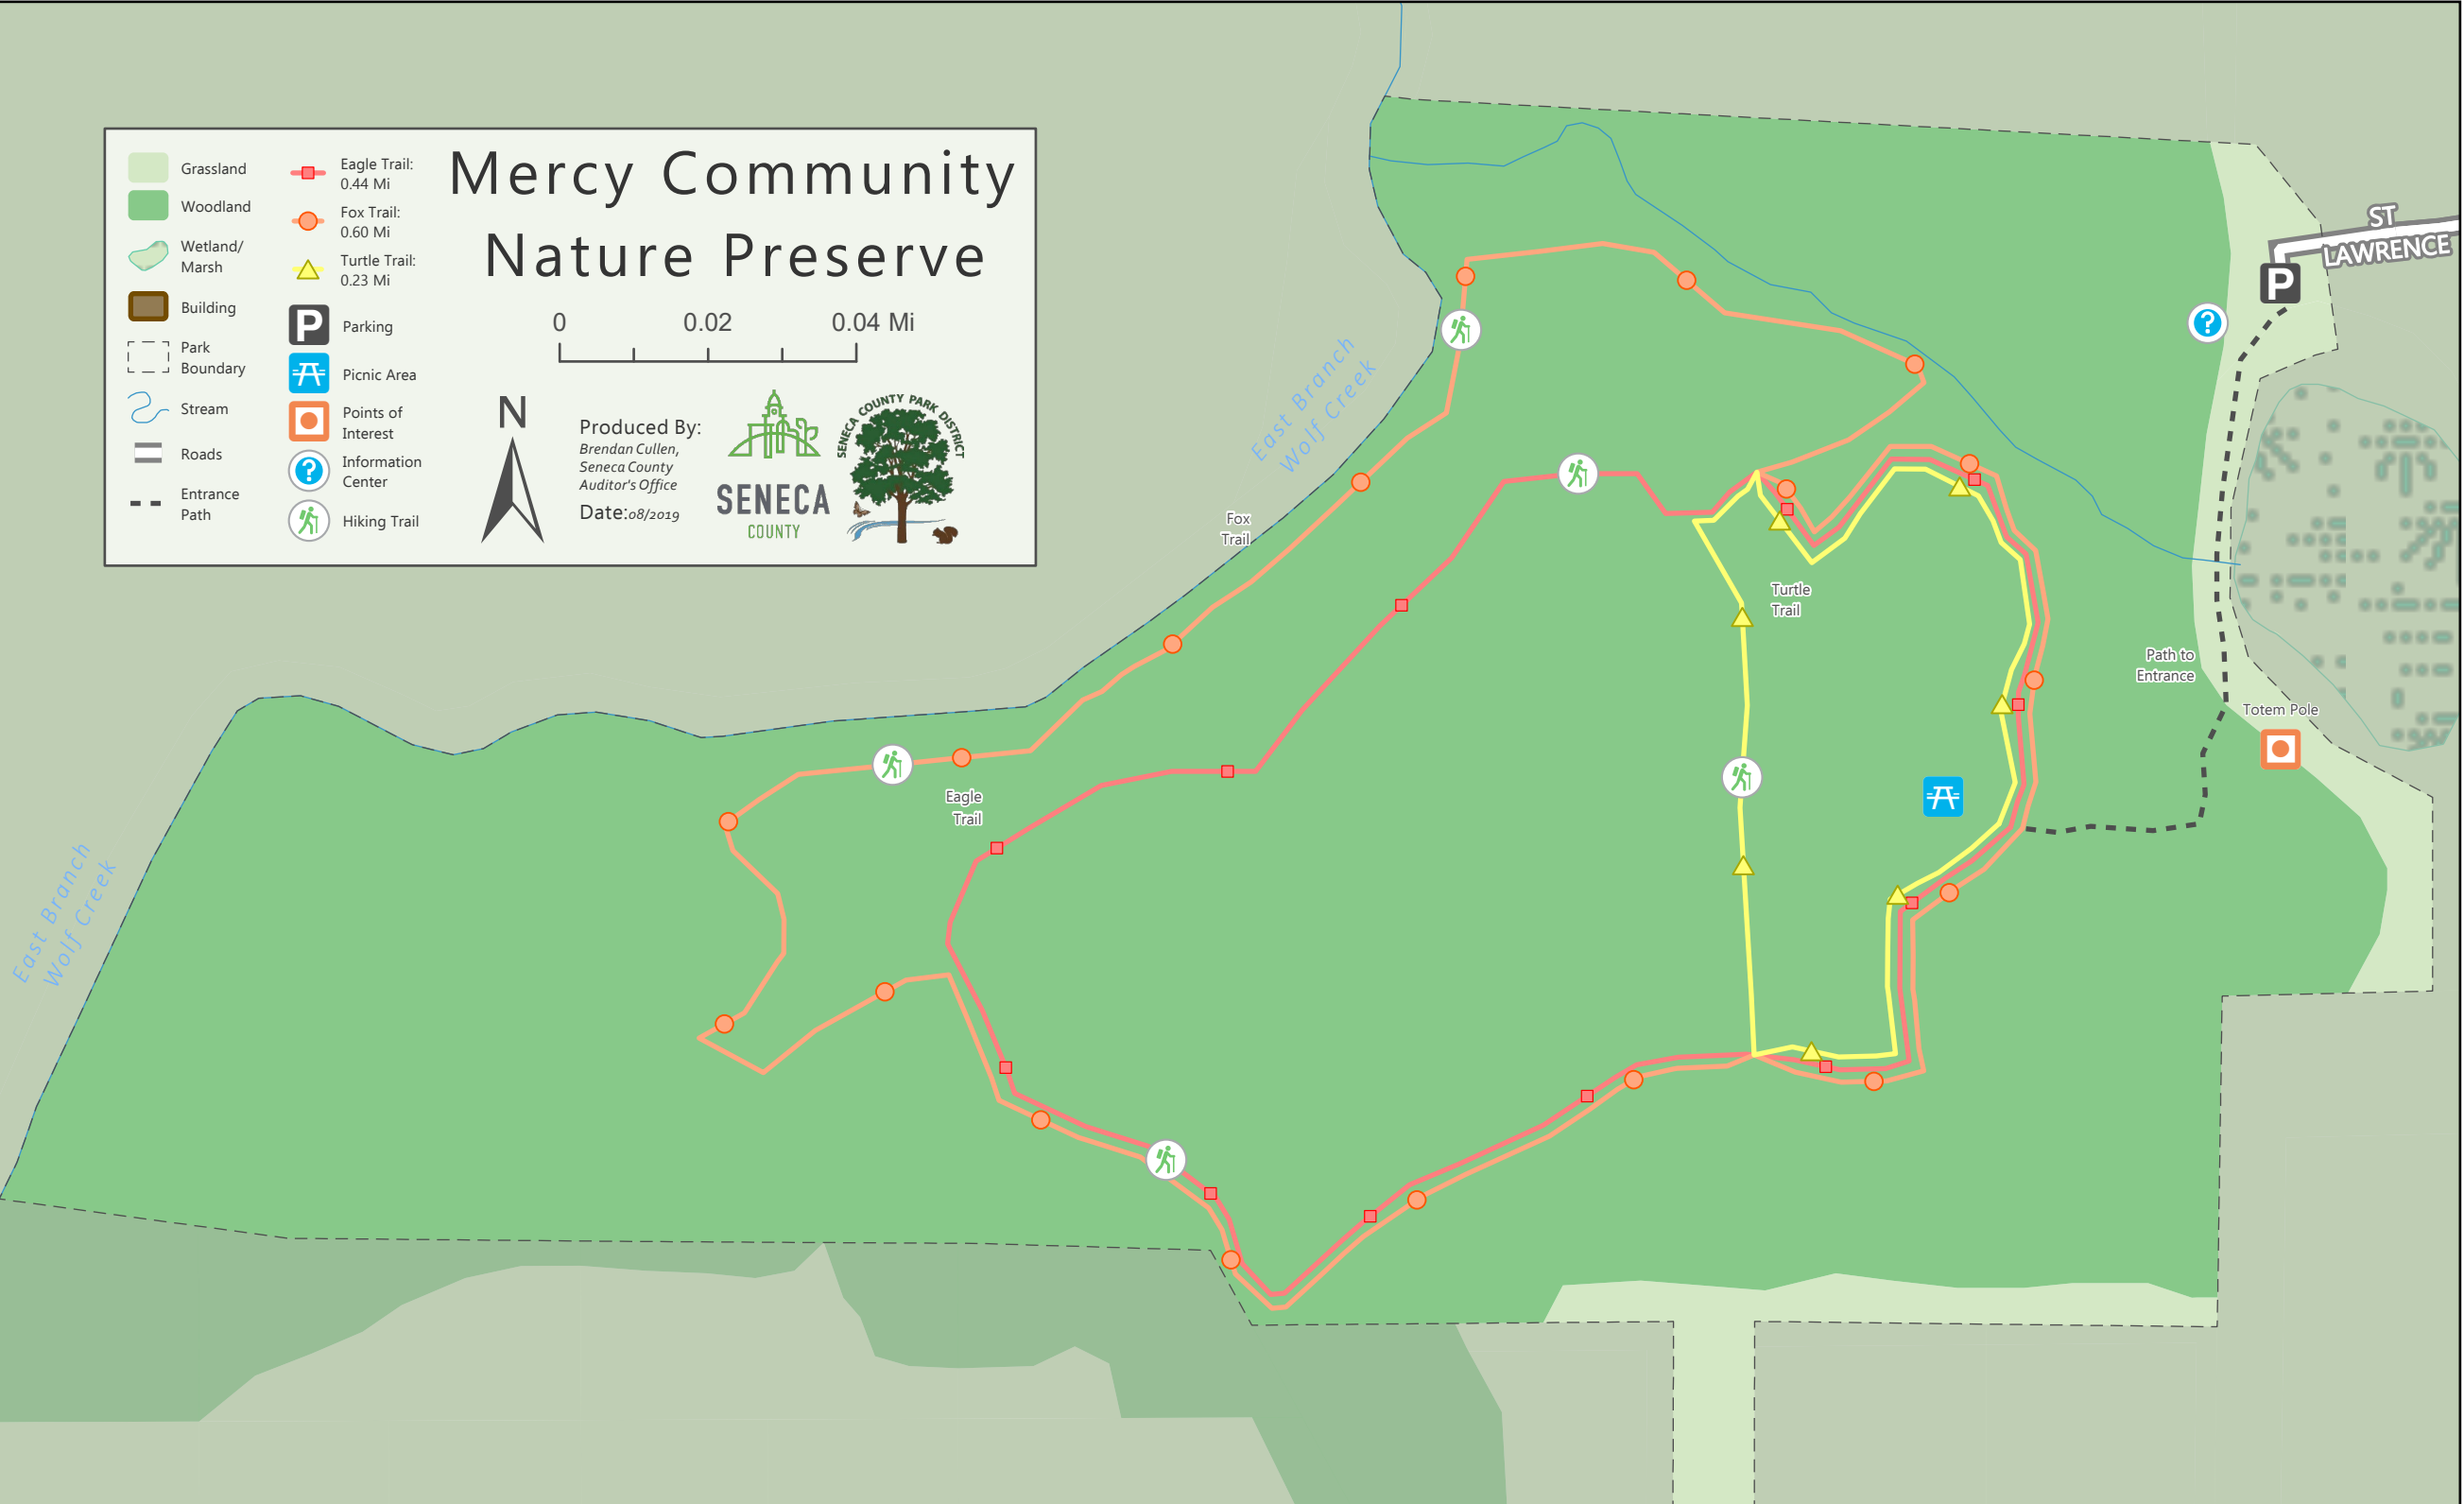 Mercy Community
Nature Preserve
Grassland
Woodland
Wetland/
Marsh
Building
Park
Boundary
Stream
Roads
Entrance
Path
Eagle Trail:
0.44 Mi
Fox Trail:
0.60 Mi
Turtle Trail:
0.23 Mi
P
Parking
Picnic Area
Points of
Interest
?
Information
Center
Hiking Trail
0 0.02 0.04 Mi
N
Produced By:
Brendan Cullen,
Seneca County
Auditor's Office
Date:08/2019
SENECA
COUNTY
SENECA COUNTY PARK DISTRICT
ST
LAWRENCE
P
?
East Branch
Wolf Creek
Fox
Trail
Turtle
Trail
Path to
Entrance
Totem Pole
Eagle
Trail
East Branch
Wolf Creek